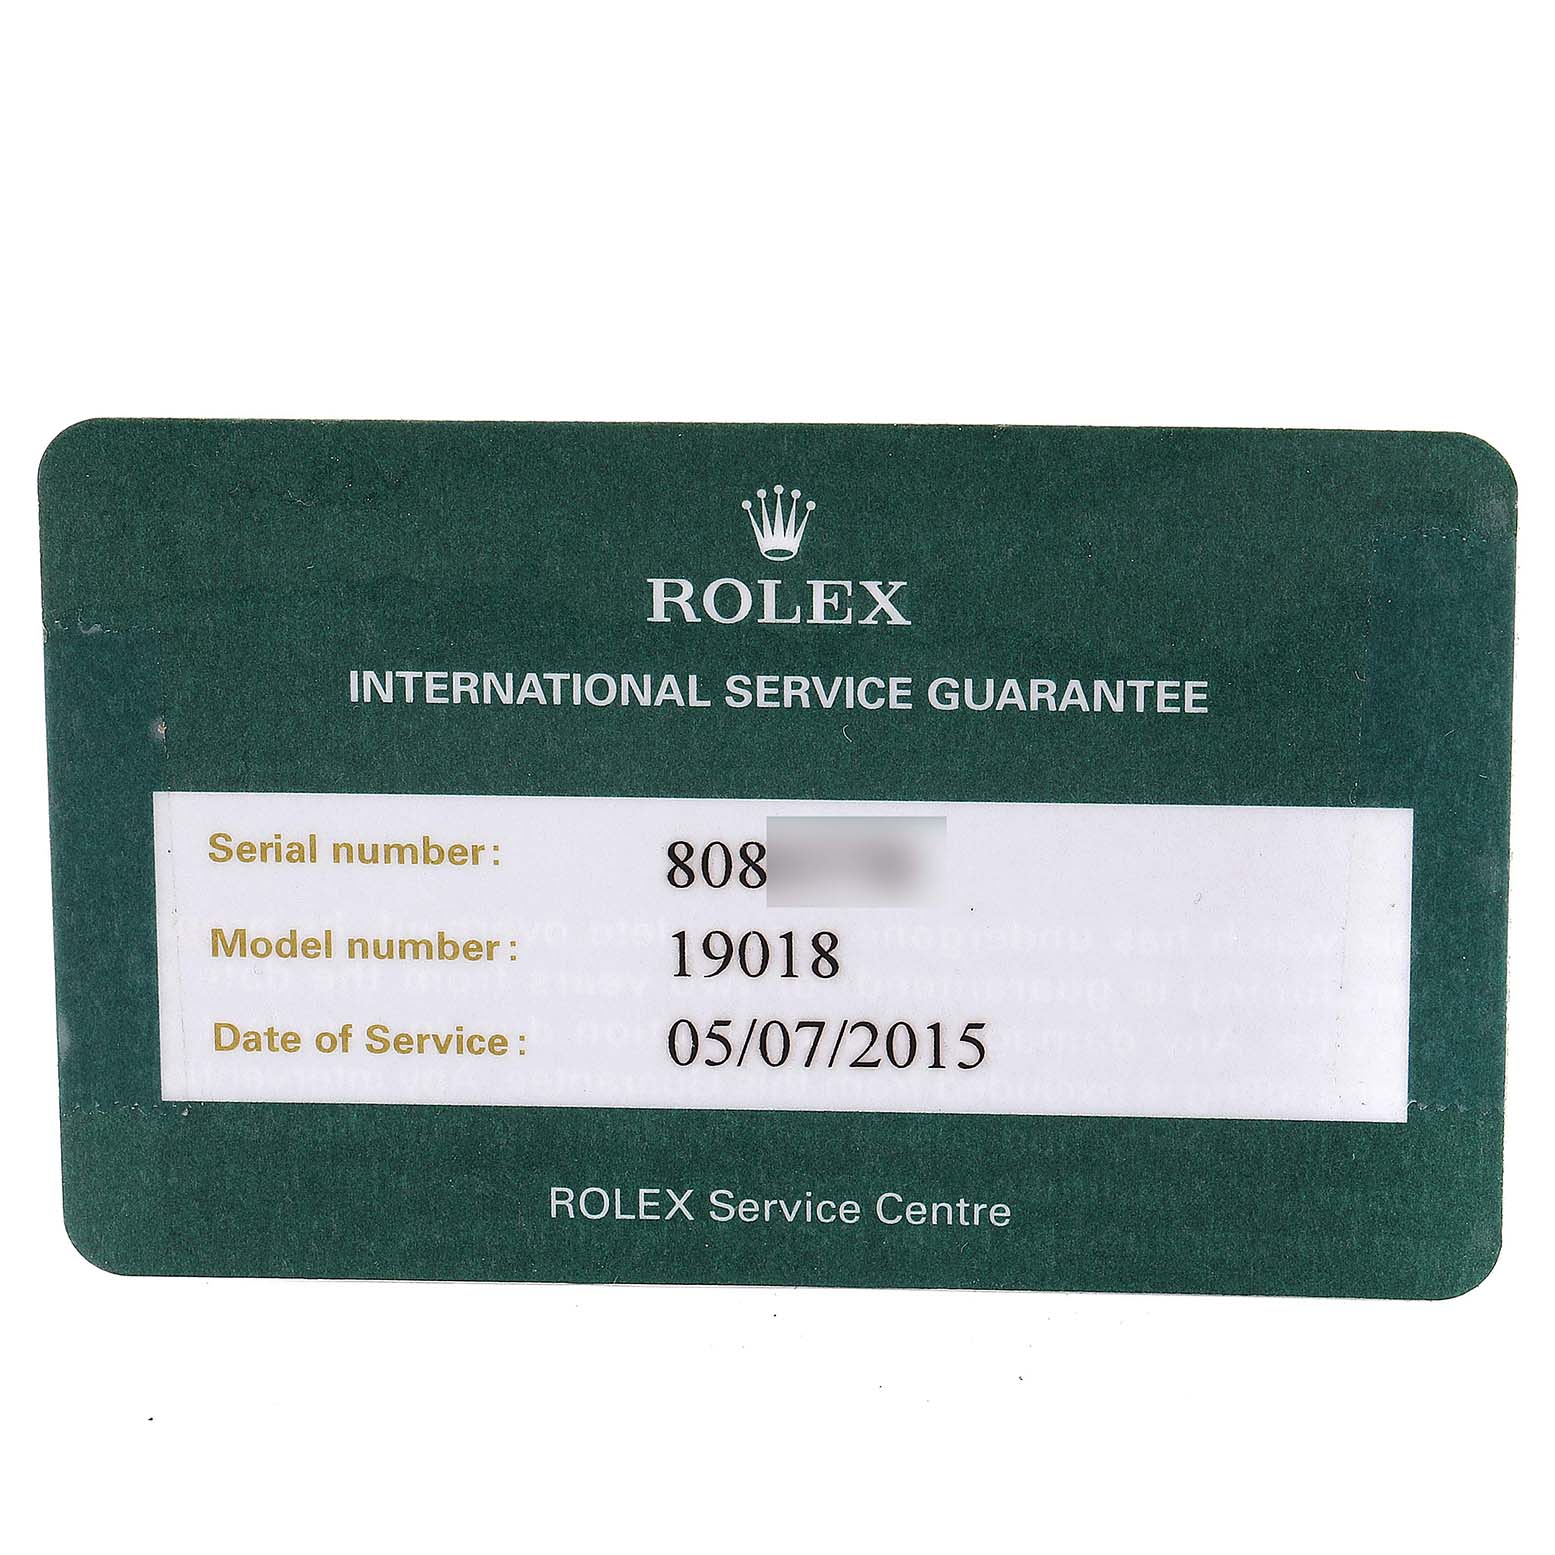 ROLEX
INTERNATIONAL SERVICE GUARANTEE
Serial number: 808
Model number: 19018
Date of Service: 05/07/2015
ROLEX Service Centre